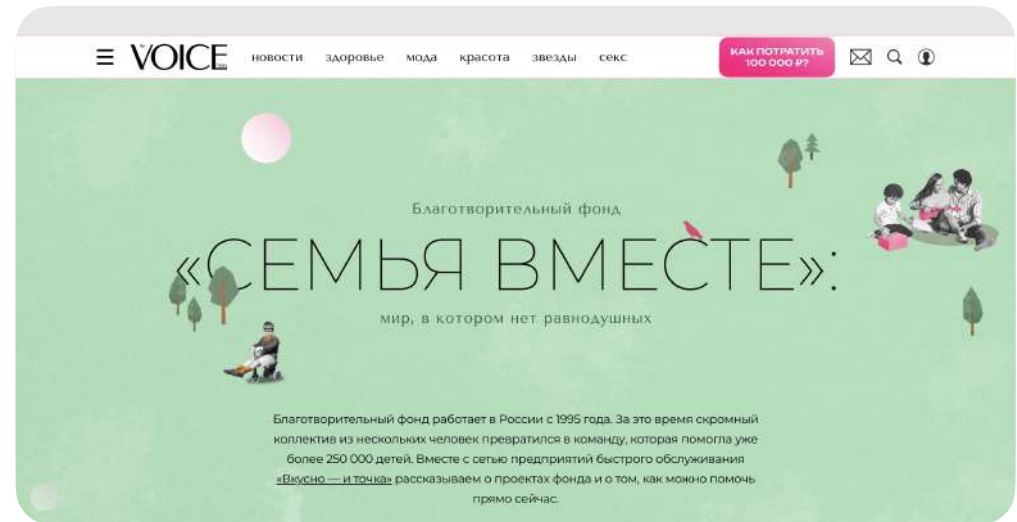 VOICE
новости здоровье мода красота звезды секс
КАК ПОТРАТИТЬ
100 000 ₽?
Благотворительный фонд
«СЕМЬЯ ВМЕСТЕ»:
мир, в котором нет равнодушных
Благотворительный фонд работает в России с 1995 года. За это время скромный
коллектив из нескольких человек превратился в команду, которая помогла уже
более 250 000 детей. Вместе с сетью предприятий быстрого обслуживания
«Вкусно — и точка» рассказываем о проектах фонда и о том, как можно помочь
прямо сейчас.